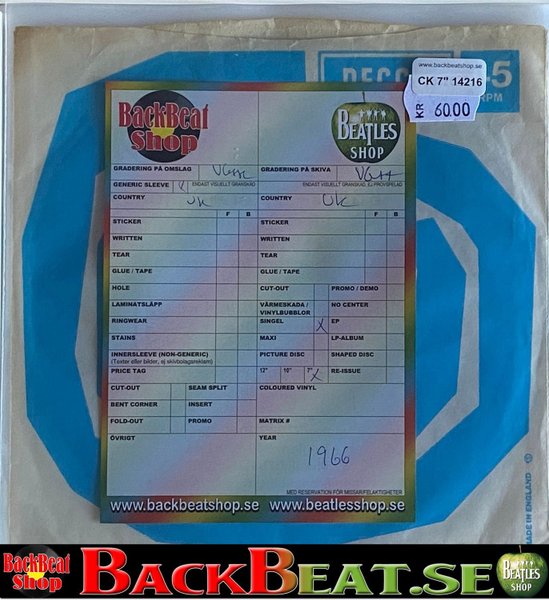 www.backbeatshop.se
CK 7" 14216
KR 60.00
DECC 45
RPM
BackBeat Shop
BEATLES SHOP
GRADERING PÅ OMSLAG GRADERING PÅ SKIVA VG++
GENERIC SLEEVE ENDAST VISUELLT GRANSKAD ENDAST VISUELLT GRANSKAD, EJ PROVSPELAD
COUNTRY UK COUNTRY UK
F B F B
STICKER STICKER
WRITTEN WRITTEN
TEAR TEAR
GLUE / TAPE GLUE / TAPE
HOLE CUT-OUT PROMO / DEMO
LAMINATSLÄPP VÄRMESKADA / VINYLBUBBLOR NO CENTER
RINGWEAR SINGEL X EP
STAINS MAXI LP-ALBUM
INNERSLEEVE (NON-GENERIC) PICTURE DISC SHAPED DISC
(Texter eller bilder, ej skivbolagsreklam)
PRICE TAG 12" 10" 7" X RE-ISSUE
CUT-OUT SEAM SPLIT COLOURED VINYL
BENT CORNER INSERT
FOLD-OUT PROMO MATRIX #
ÖVRIGT YEAR
1966
MED RESERVATION FÖR MISSAR/FELAKTIGHETER
www.backbeatshop.se www.beatlesshop.se
MADE IN ENGLAND
BackBeat Shop BACKBEAT.SE BEATLES SHOP